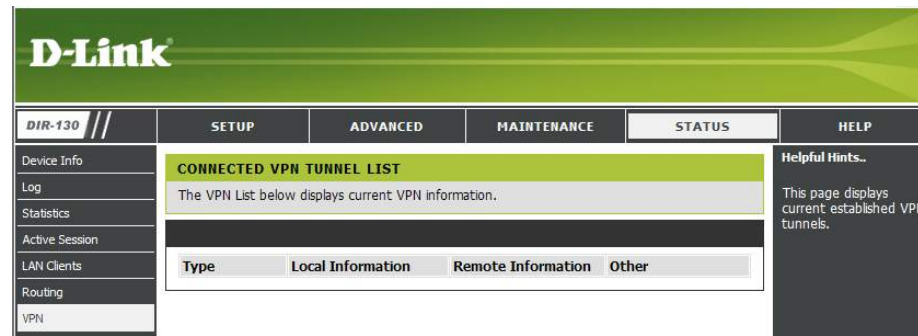 D-Link
DIR-130
SETUP
ADVANCED
MAINTENANCE
STATUS
HELP
Device Info
Log
Statistics
Active Session
LAN Clients
Routing
VPN
CONNECTED VPN TUNNEL LIST
The VPN List below displays current VPN information.
Type Local Information Remote Information Other
Helpful Hints..
This page displays
current established VP
tunnels.